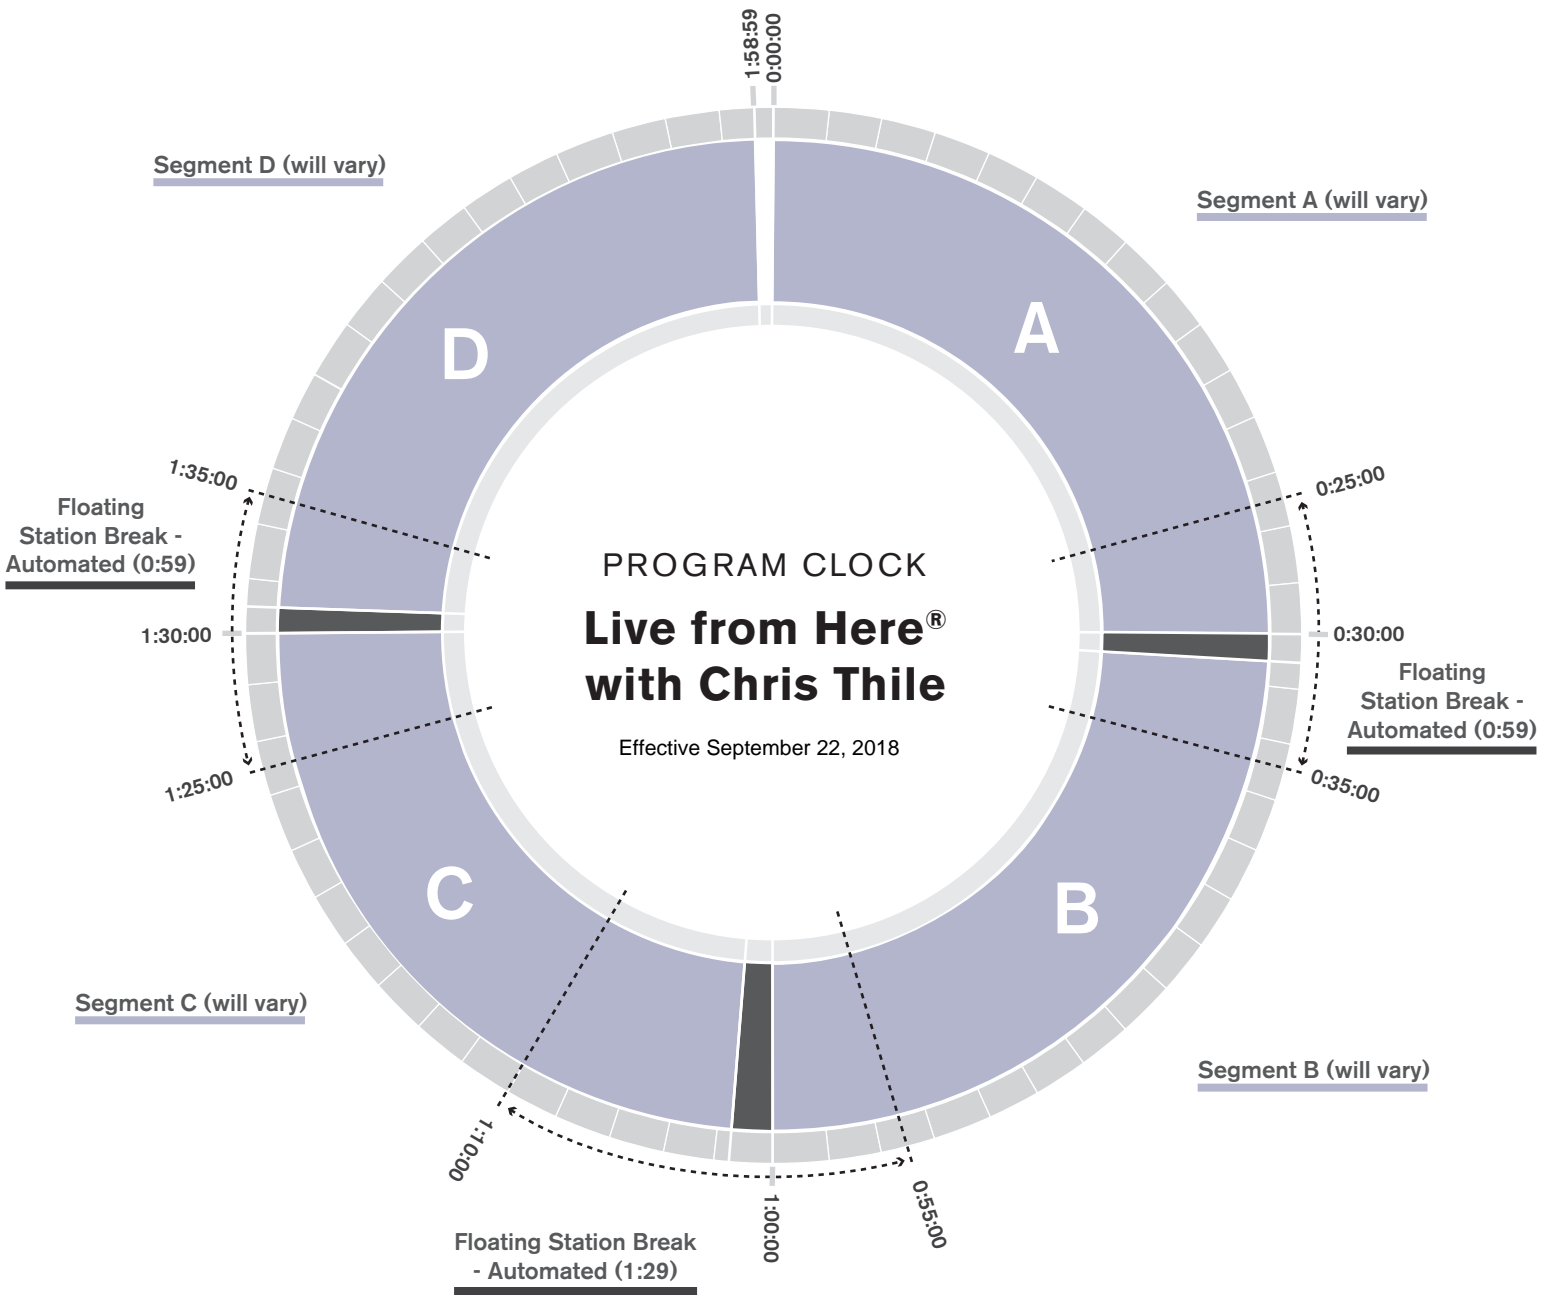 1:58:59
0:00:00
Segment D (will vary)
Segment A (will vary)
D
A
1:35:00
0:25:00
Floating
Station Break -
Automated (0:59)
1:30:00
PROGRAM CLOCK
Live from Here®
with Chris Thile
Effective September 22, 2018
0:30:00
Floating
Station Break -
Automated (0:59)
1:25:00
0:35:00
C
B
Segment C (will vary)
Segment B (will vary)
1:10:00
1:00:00
0:55:00
Floating Station Break
- Automated (1:29)